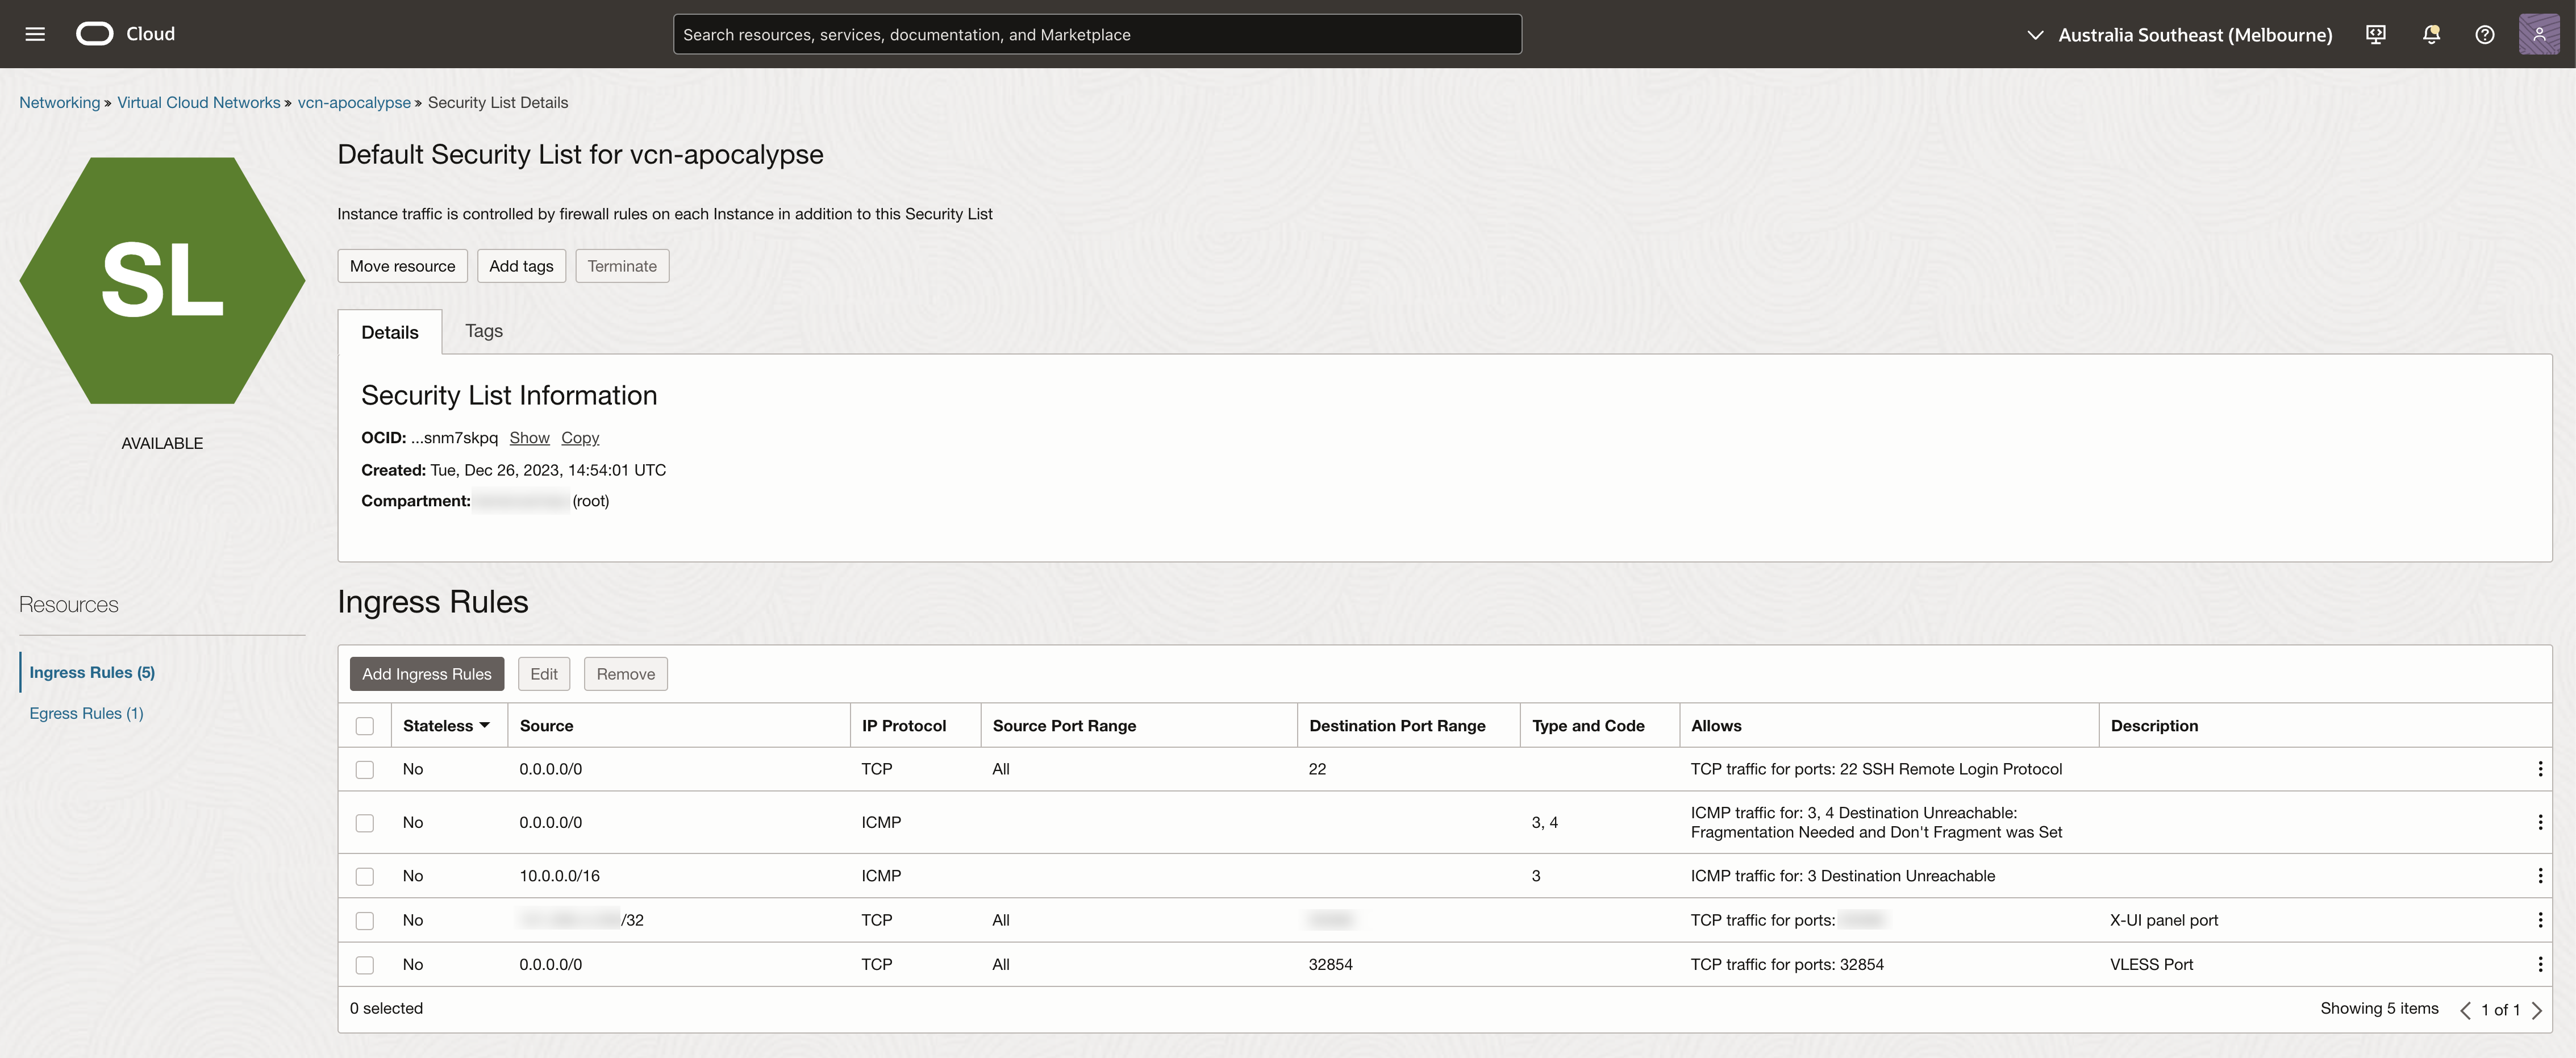 Cloud
Search resources, services, documentation, and Marketplace
Australia Southeast (Melbourne)
Networking » Virtual Cloud Networks » vcn-apocalypse » Security List Details
SL
AVAILABLE
Default Security List for vcn-apocalypse
Instance traffic is controlled by firewall rules on each Instance in addition to this Security List
Move resource Add tags Terminate
Details Tags
Security List Information
OCID: ...snm7skpq Show Copy
Created: Tue, Dec 26, 2023, 14:54:01 UTC
Compartment: (root)
Resources
Ingress Rules (5)
Egress Rules (1)
Ingress Rules
Add Ingress Rules Edit Remove
Stateless Source IP Protocol Source Port Range Destination Port Range Type and Code Allows Description
No 0.0.0.0/0 TCP All 22 TCP traffic for ports: 22 SSH Remote Login Protocol
No 0.0.0.0/0 ICMP 3, 4 ICMP traffic for: 3, 4 Destination Unreachable:
Fragmentation Needed and Don't Fragment was Set
No 10.0.0.0/16 ICMP 3 ICMP traffic for: 3 Destination Unreachable
No /32 TCP All TCP traffic for ports: X-UI panel port
No 0.0.0.0/0 TCP All 32854 TCP traffic for ports: 32854 VLESS Port
0 selected Showing 5 items 1 of 1